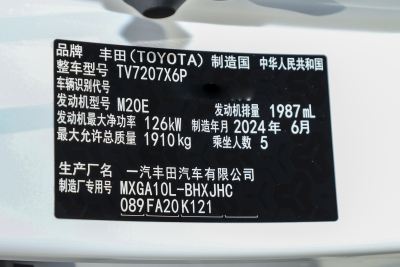 品牌 丰田(TOYOTA) 制造国 中华人民共和国
整车型号 TV7207X6P
车辆识别代号
发动机型号 M20E 发动机排量 1987mL
发动机最大净功率 126kW 制造年月 2024年 6月
最大允许总质量 1910kg 乘坐人数 5
生产厂名 一汽丰田汽车有限公司
制造厂专用号 MXGA10L-BHXJHC
089 FA20 K121